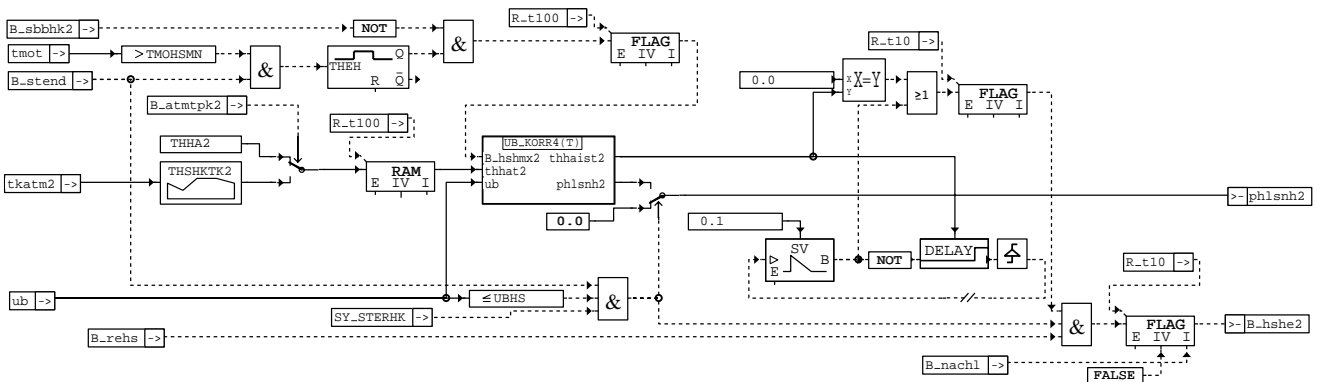 B_sbbhk2 ->
NOT
&
R_t100 ->
FLAG
E IV I
tmot ->
>TMOHSMN
&
THEH
Q
R Q̄
B_stend ->
R_t10 ->
0.0
X
Y
X=Y
≥1
FLAG
E IV I
B_atmtpk2 ->
R_t100 ->
THHA2
THSHKTK2
tkatm2 ->
RAM
E IV I
UB_KORR4(T)
B_hshmx2 thhaist2
thhat2
ub phlsnh2
0.0
>- phlsnh2
0.1
SV
B
E
NOT
DELAY
R_t10 ->
ub ->
≤UBHS
SY_STERHK ->
&
B_rehs ->
&
FLAG
E IV I
>- B_hshe2
B_nachl ->
FALSE